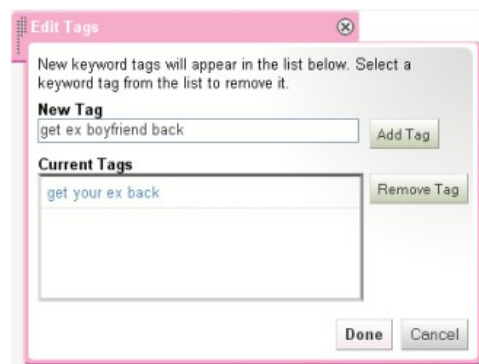 Edit Tags
New keyword tags will appear in the list below. Select a
keyword tag from the list to remove it.
New Tag
get ex boyfriend back
Add Tag
Current Tags
get your ex back
Remove Tag
Done
Cancel